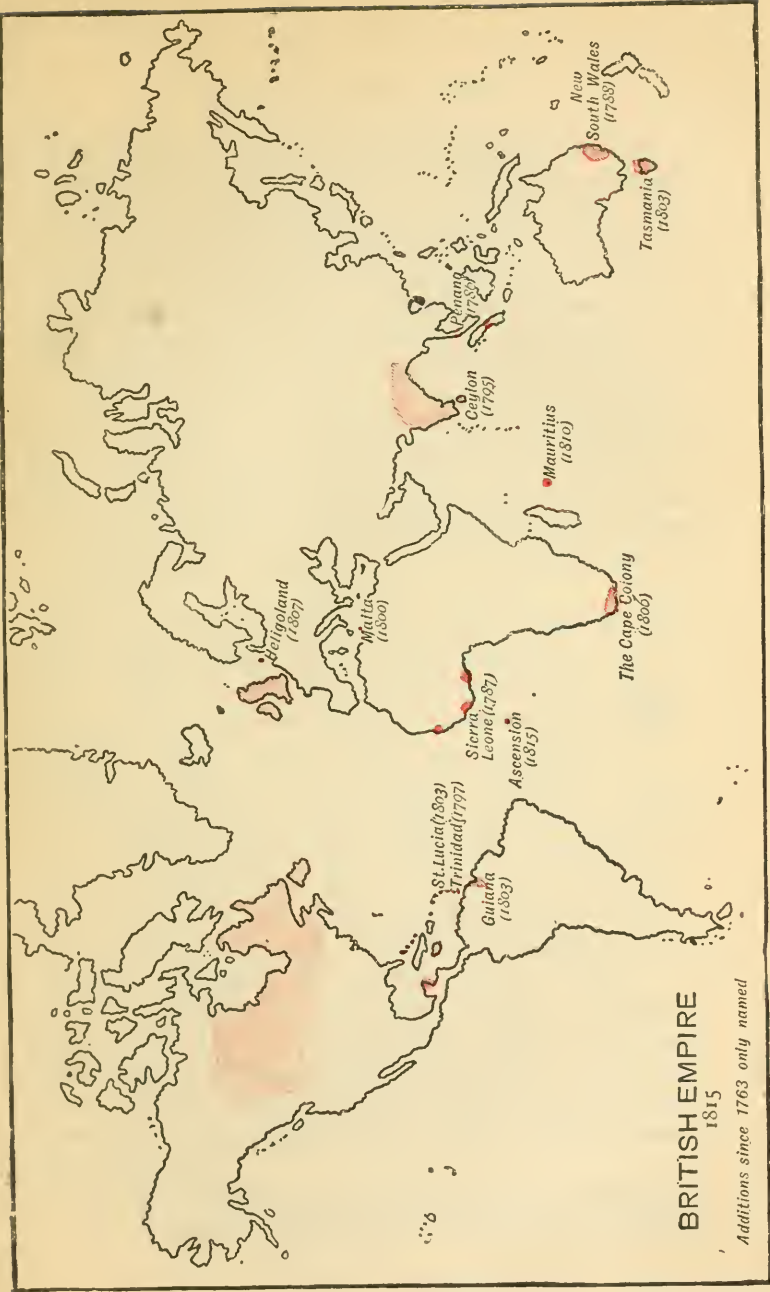 BRITISH EMPIRE
1815
Additions since 1763 only named
Heligoland
(1807)
Malta
(1800)
St.Lucia(1803)
Trinidad(1797)
Guiana
(1803)
Sierra
Leone(1787)
Ascension
(1815)
The Cape Colony
(1806)
Mauritius
(1810)
Ceylon
(1795)
Penang
(1786)
New
South Wales
(1788)
Tasmania
(1803)